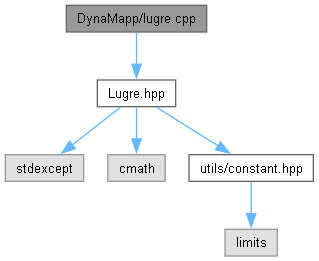 DynaMapp/lugre.cpp
Lugre.hpp
stdexcept
cmath
utils/constant.hpp
limits